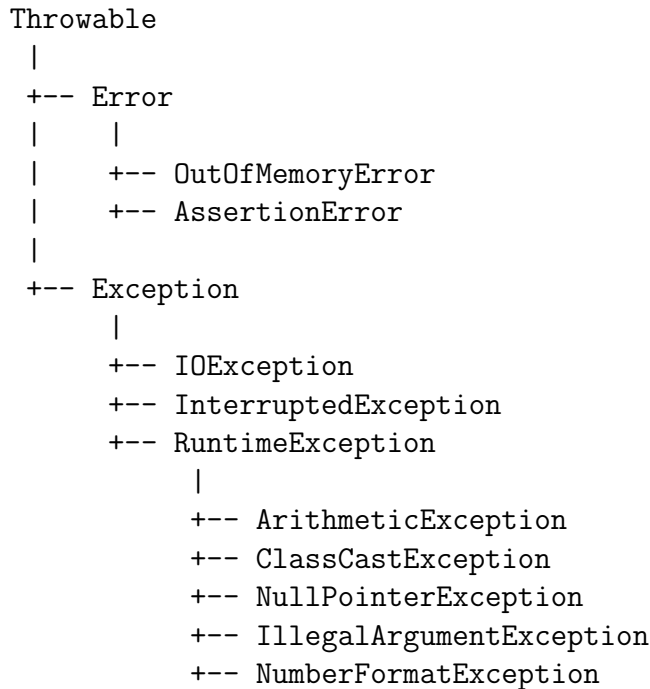 Throwable
 |
 +-- Error
 |    |
 |    +-- OutOfMemoryError
 |    +-- AssertionError
 |
 +-- Exception
      |
      +-- IOException
      +-- InterruptedException
      +-- RuntimeException
           |
           +-- ArithmeticException
           +-- ClassCastException
           +-- NullPointerException
           +-- IllegalArgumentException
           +-- NumberFormatException